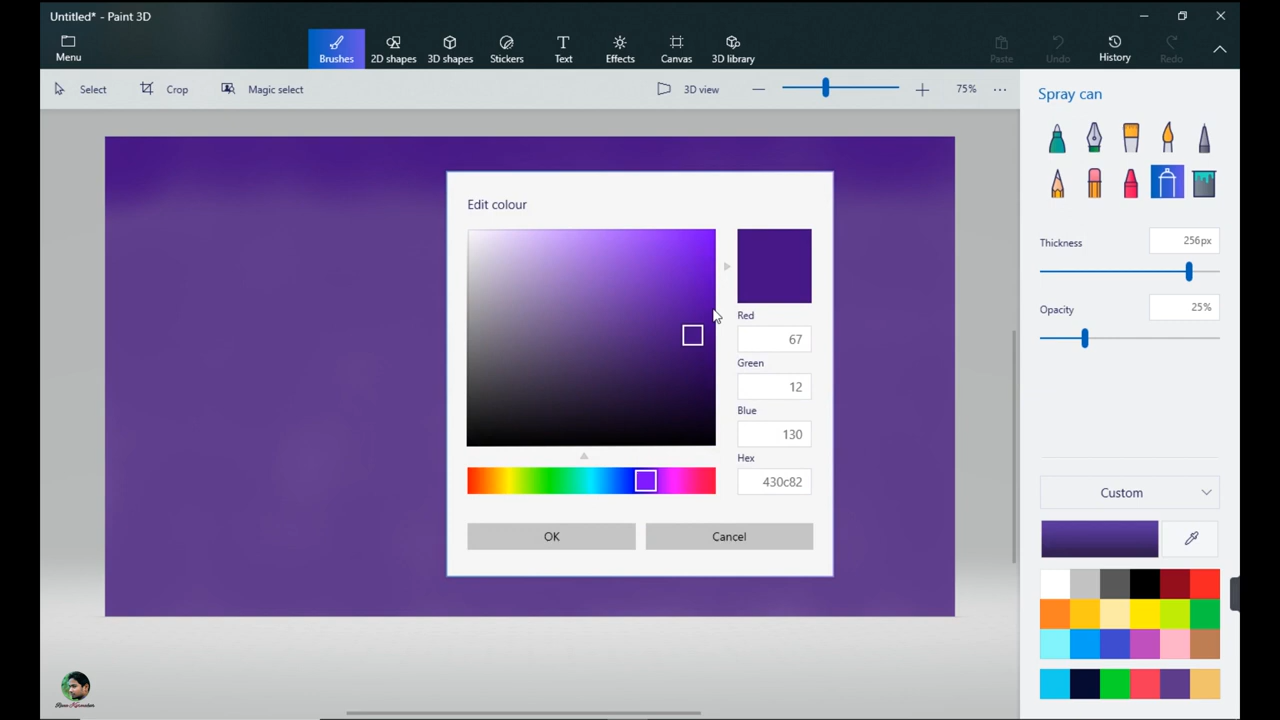 Untitled* - Paint 3D
Menu
Brushes
2D shapes
3D shapes
Stickers
Text
Effects
Canvas
3D library
Paste
Undo
History
Redo
Select
Crop
Magic select
3D view
75%
Spray can
Thickness
256px
Opacity
25%
Custom
Edit colour
Red
67
Green
12
Blue
130
Hex
430c82
OK
Cancel